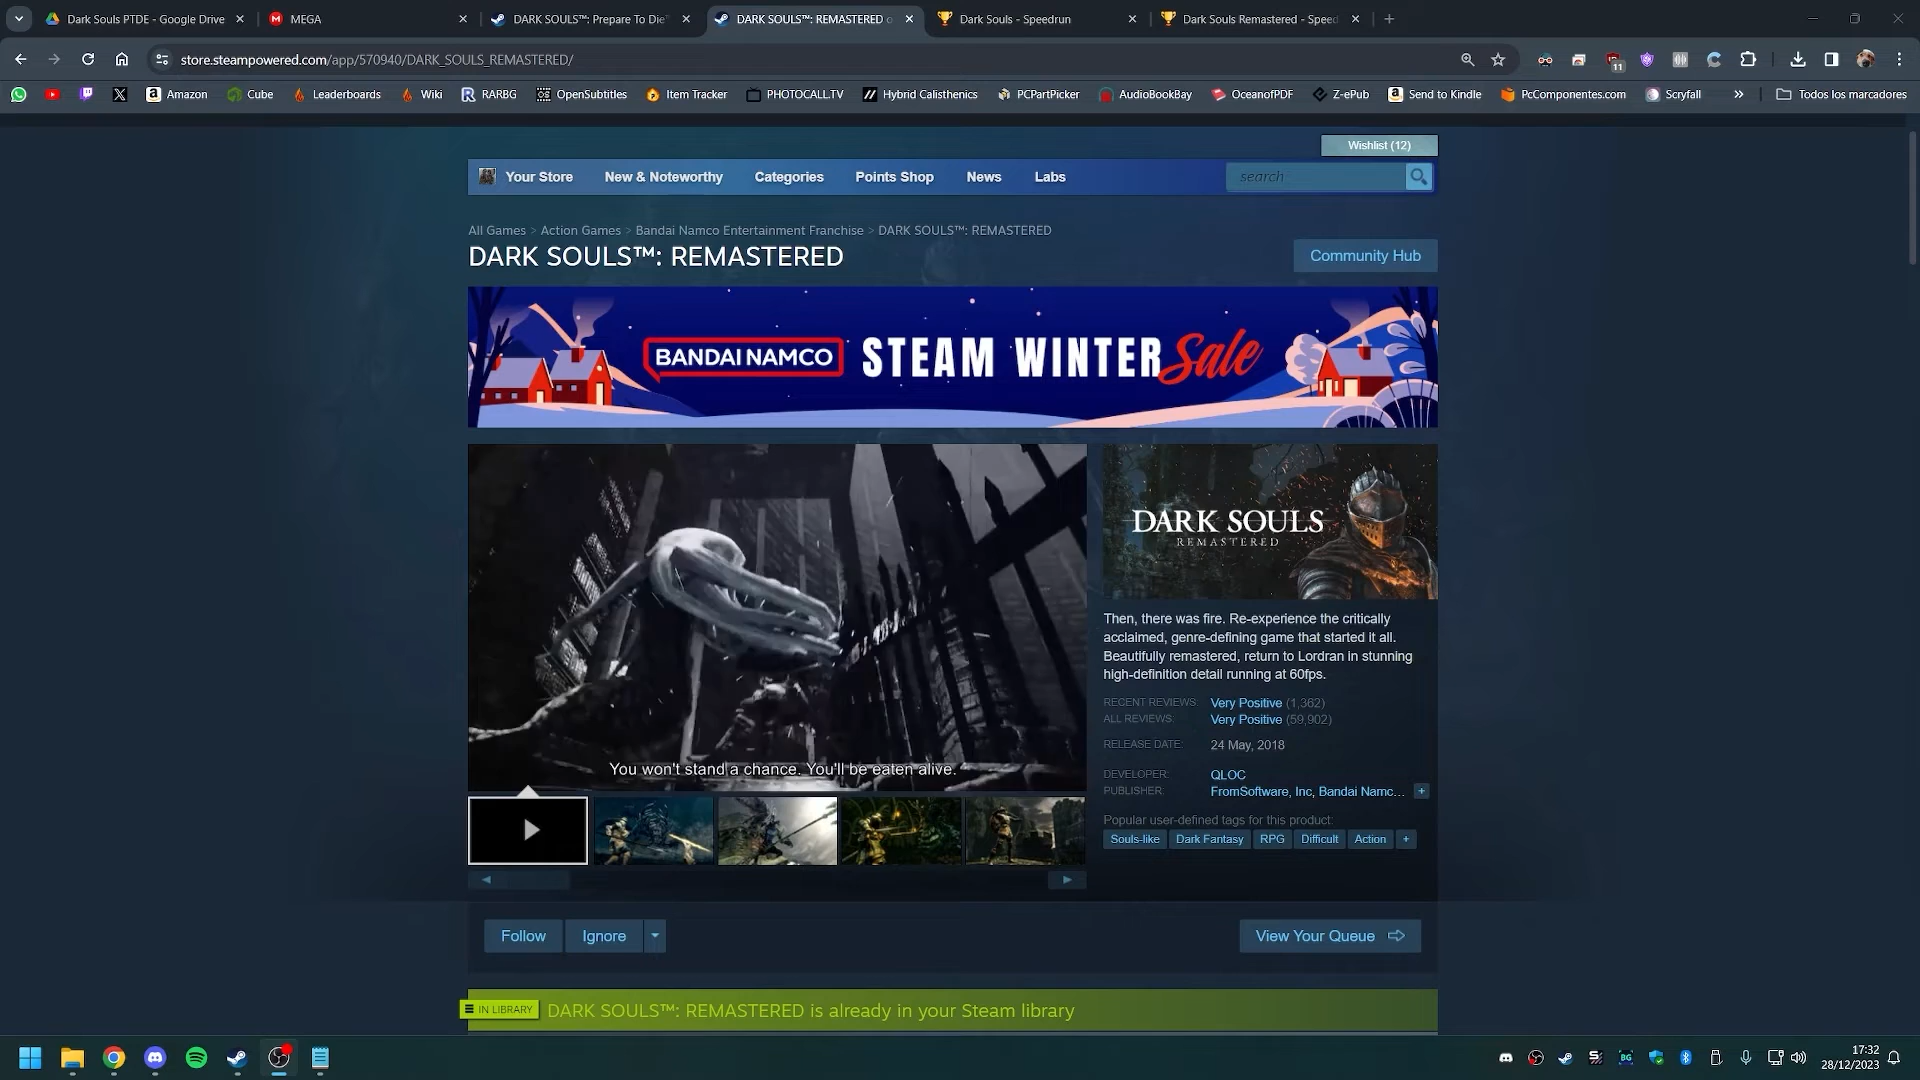 Dark Souls PTDE - Google Drive
MEGA
DARK SOULS™: Prepare To Die
DARK SOULS™: REMASTERED o
Dark Souls - Speedrun
Dark Souls Remastered - Speed
store.steampowered.com/app/570940/DARK_SOULS_REMASTERED/
11
Amazon
Cube
Leaderboards
Wiki
RARBG
OpenSubtitles
Item Tracker
PHOTOCALL.TV
Hybrid Calisthenics
PCPartPicker
AudioBookBay
OceanofPDF
Z-ePub
Send to Kindle
PcComponentes.com
Scryfall
»
Todos los marcadores
Wishlist (12)
Your Store
New & Noteworthy
Categories
Points Shop
News
Labs
search
All Games > Action Games > Bandai Namco Entertainment Franchise > DARK SOULS™: REMASTERED
DARK SOULS™: REMASTERED
Community Hub
BANDAI NAMCO STEAM WINTER Sale
DARK SOULS
REMASTERED
Then, there was fire. Re-experience the critically
acclaimed, genre-defining game that started it all.
Beautifully remastered, return to Lordran in stunning
high-definition detail running at 60fps.
RECENT REVIEWS: Very Positive (1,362)
ALL REVIEWS: Very Positive (59,902)
RELEASE DATE: 24 May, 2018
DEVELOPER: QLOC
PUBLISHER: FromSoftware, Inc, Bandai Namc... +
Popular user-defined tags for this product:
Souls-like
Dark Fantasy
RPG
Difficult
Action
+
You won't stand a chance. You'll be eaten alive.
Follow
Ignore
View Your Queue
IN LIBRARY
DARK SOULS™: REMASTERED is already in your Steam library
BG
17:32
28/12/2023